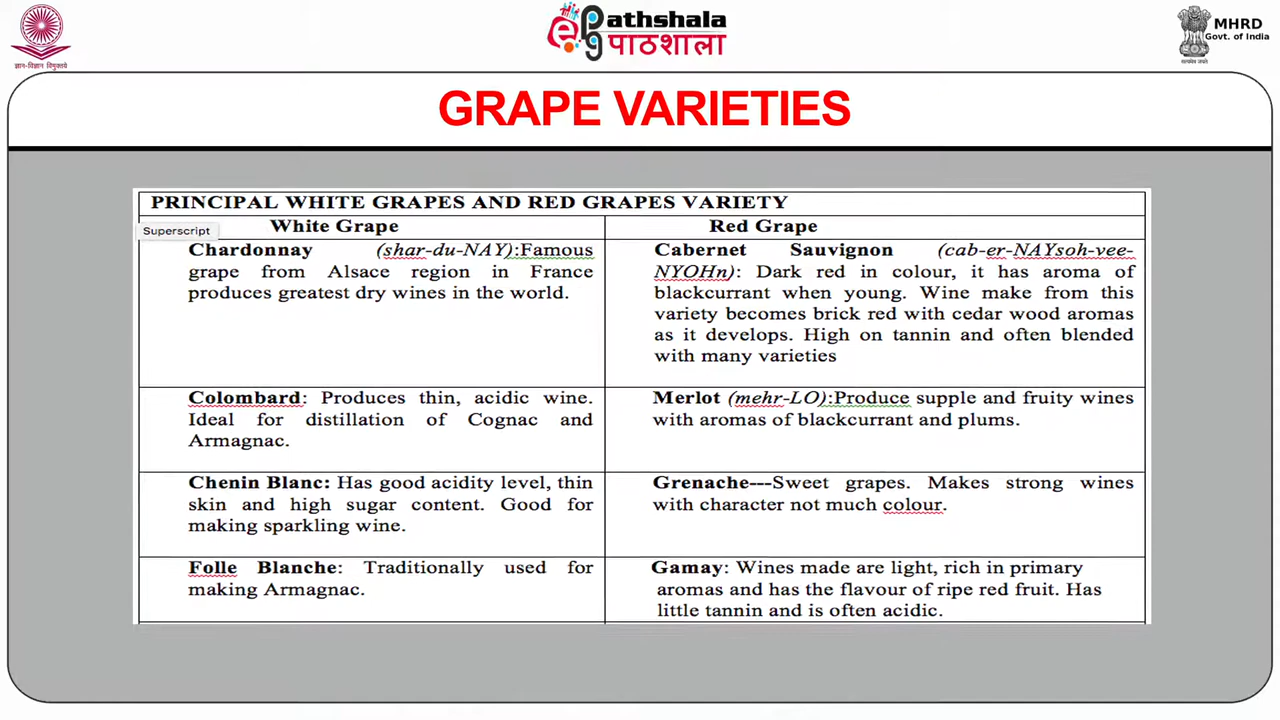 Pathshala
पाठशाला
MHRD
Govt. of India
ज्ञान-विज्ञान विमुक्तये
सत्यमेव जयते
GRAPE VARIETIES
PRINCIPAL WHITE GRAPES AND RED GRAPES VARIETY
White Grape
Red Grape
Superscript
Chardonnay (shar-du-NAY):Famous
grape from Alsace region in France
produces greatest dry wines in the world.
Cabernet Sauvignon (cab-er-NAYsoh-vee-
NYOHn): Dark red in colour, it has aroma of
blackcurrant when young. Wine make from this
variety becomes brick red with cedar wood aromas
as it develops. High on tannin and often blended
with many varieties
Colombard: Produces thin, acidic wine.
Ideal for distillation of Cognac and
Armagnac.
Merlot (mehr-LO):Produce supple and fruity wines
with aromas of blackcurrant and plums.
Chenin Blanc: Has good acidity level, thin
skin and high sugar content. Good for
making sparkling wine.
Grenache---Sweet grapes. Makes strong wines
with character not much colour.
Folle Blanche: Traditionally used for
making Armagnac.
Gamay: Wines made are light, rich in primary
aromas and has the flavour of ripe red fruit. Has
little tannin and is often acidic.